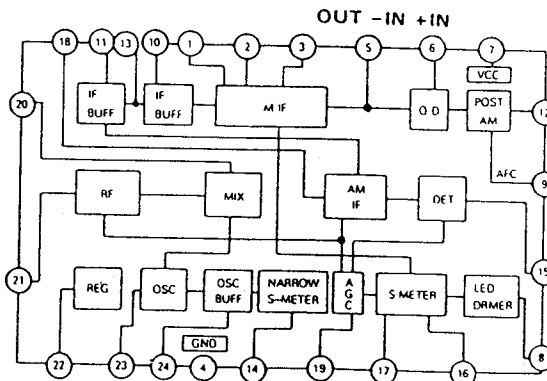 OUT -IN +IN
18
11
13
10
1
2
3
5
6
7
VCC
IF
BUFF
IF
BUFF
M IF
Q D
POST
AM
12
20
9
AFC
RF
MIX
AM
IF
DET
21
15
REG
OSC
OSC
BUFF
NARROW
S-METER
A
G
C
S METER
LED
DRMER
GND
8
22
23
24
4
14
19
17
16